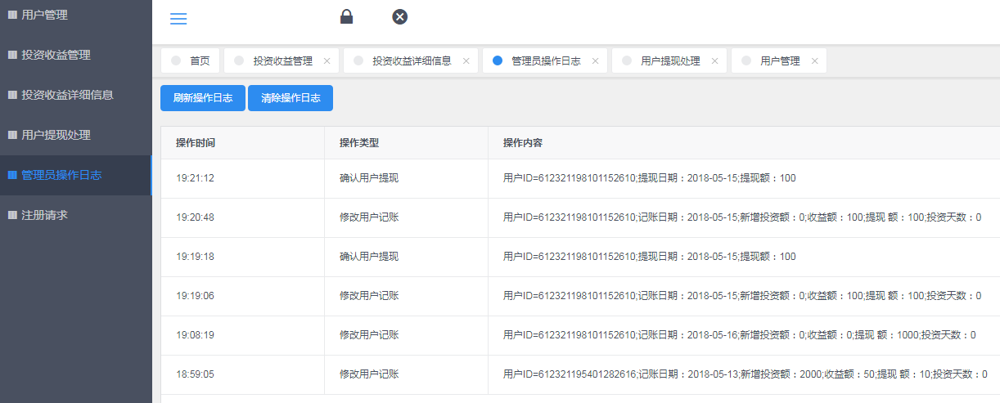 用户管理
投资收益管理
投资收益详细信息
用户提现处理
管理员操作日志
注册请求
首页 投资收益管理 投资收益详细信息 管理员操作日志 用户提现处理 用户管理
刷新操作日志 清除操作日志
操作时间 操作类型 操作内容
19:21:12 确认用户提现 用户ID=612321198101152610;提现日期：2018-05-15;提现额：100
19:20:48 修改用户记账 用户ID=612321198101152610;记账日期：2018-05-15;新增投资额：0;收益额：100;提现 额：100;投资天数：0
19:19:18 确认用户提现 用户ID=612321198101152610;提现日期：2018-05-15;提现额：100
19:19:06 修改用户记账 用户ID=612321198101152610;记账日期：2018-05-15;新增投资额：0;收益额：100;提现 额：100;投资天数：0
19:08:19 修改用户记账 用户ID=612321198101152610;记账日期：2018-05-16;新增投资额：0;收益额：0;提现 额：1000;投资天数：0
18:59:05 修改用户记账 用户ID=612321195401282616;记账日期：2018-05-13;新增投资额：2000;收益额：50;提现 额：10;投资天数：0